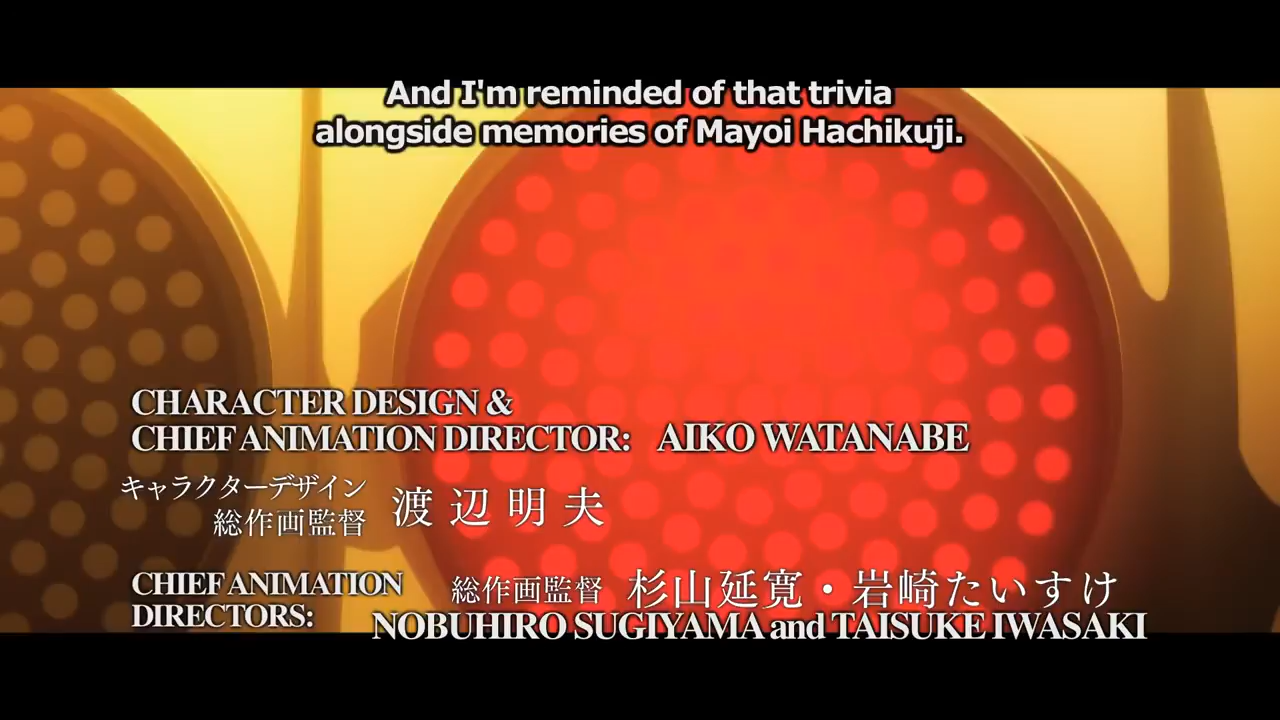 And I'm reminded of that trivia
alongside memories of Mayoi Hachikuji.
CHARACTER DESIGN &
CHIEF ANIMATION DIRECTOR: AIKO WATANABE
キャラクターデザイン
総作画監督 渡辺明夫
CHIEF ANIMATION
DIRECTORS:
総作画監督 杉山延寛・岩崎たいすけ
NOBUHIRO SUGIYAMA and TAISUKE IWASAKI